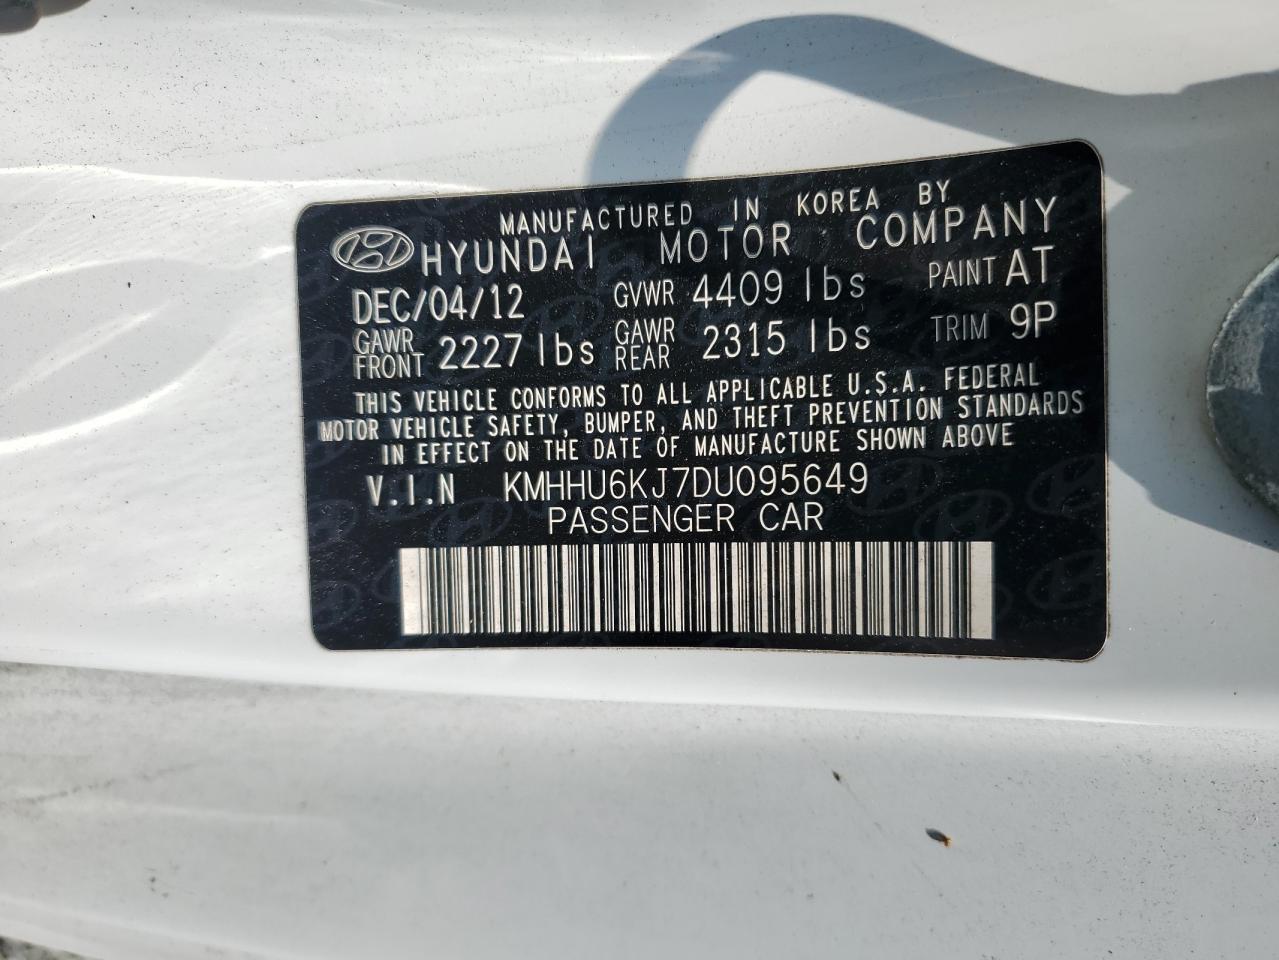 MANUFACTURED IN KOREA BY
HYUNDAI MOTOR COMPANY
DEC/04/12 GVWR 4409 lbs PAINT AT
GAWR FRONT 2227 lbs GAWR REAR 2315 lbs TRIM 9P
THIS VEHICLE CONFORMS TO ALL APPLICABLE U.S.A. FEDERAL
MOTOR VEHICLE SAFETY, BUMPER, AND THEFT PREVENTION STANDARDS
IN EFFECT ON THE DATE OF MANUFACTURE SHOWN ABOVE
V.I.N KMHHU6KJ7DU095649
PASSENGER CAR